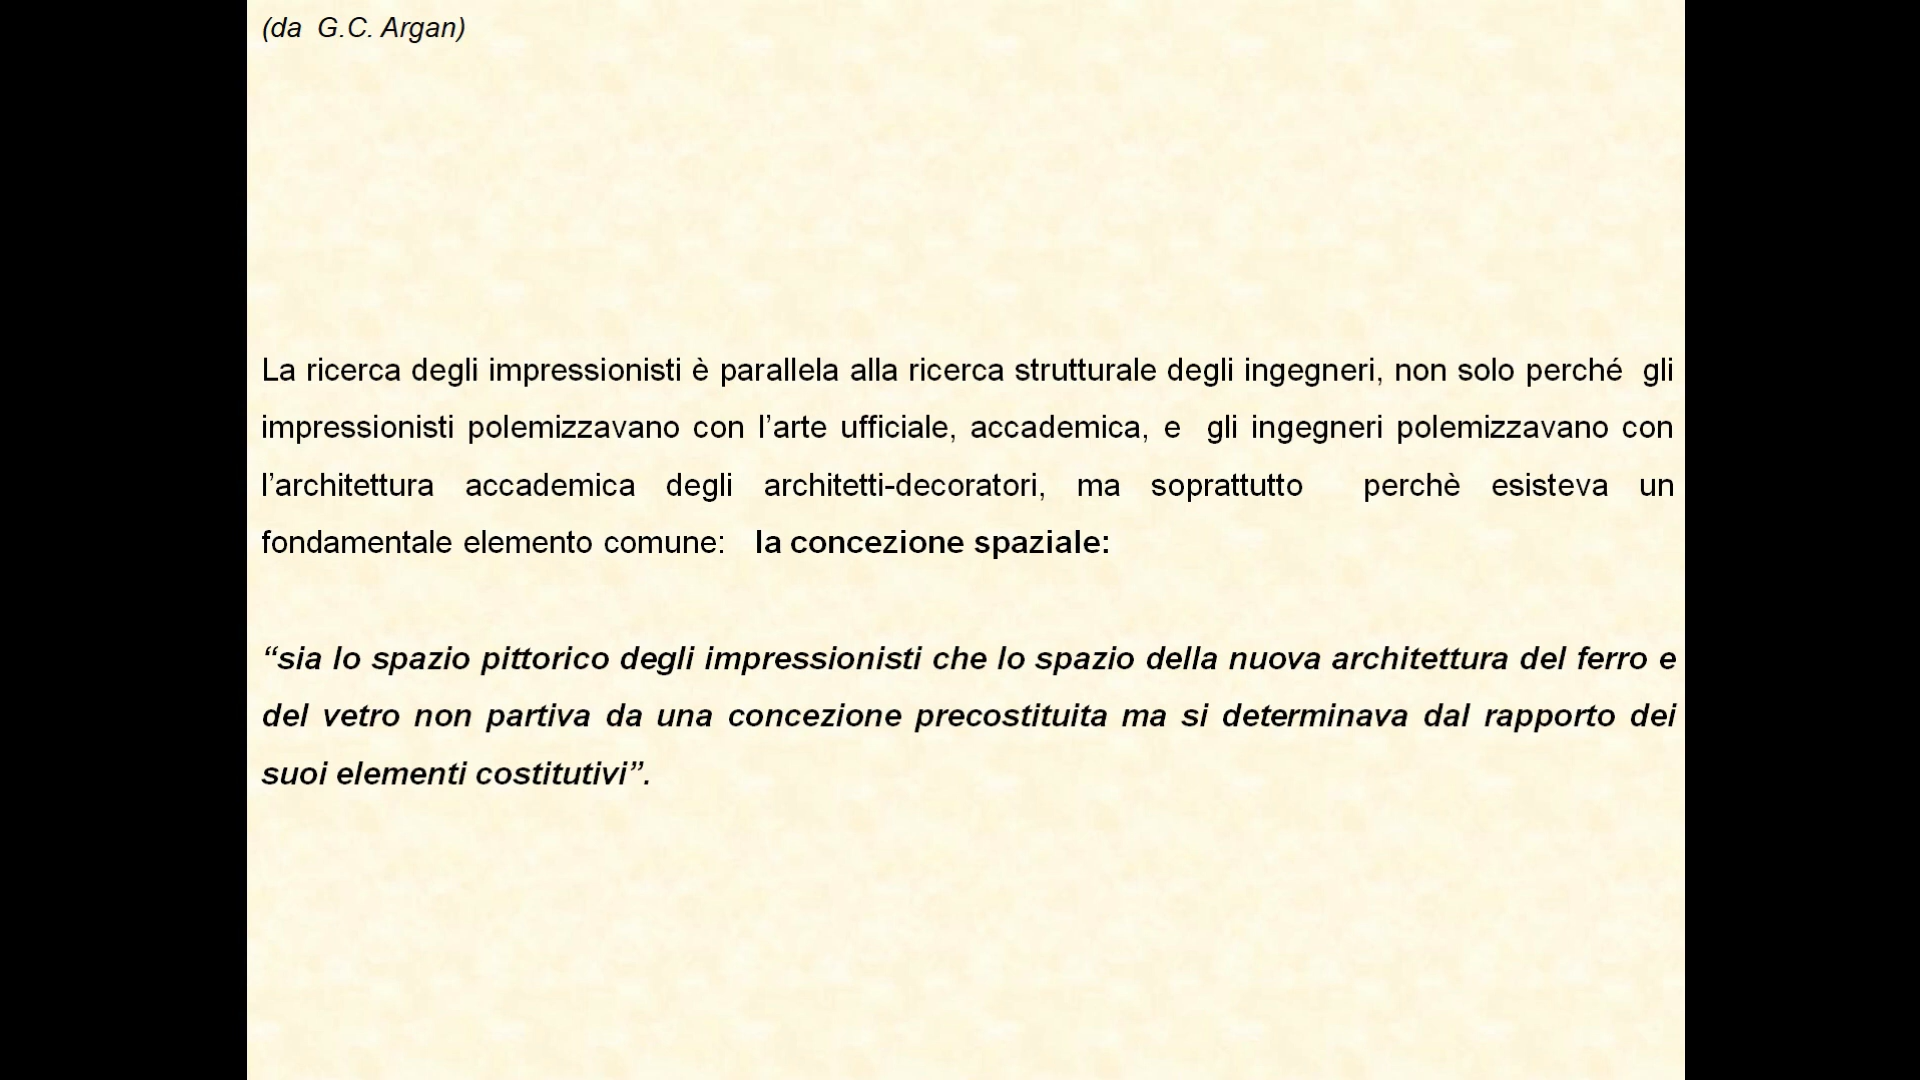 (da  G.C. Argan)
La ricerca degli impressionisti è parallela alla ricerca strutturale degli ingegneri, non solo perché  gli
impressionisti polemizzavano con l’arte ufficiale, accademica, e  gli ingegneri polemizzavano con
l’architettura accademica degli architetti-decoratori, ma soprattutto  perchè esisteva un
fondamentale elemento comune:  la concezione spaziale:
“sia lo spazio pittorico degli impressionisti che lo spazio della nuova architettura del ferro e
del vetro non partiva da una concezione precostituita ma si determinava dal rapporto dei
suoi elementi costitutivi”.